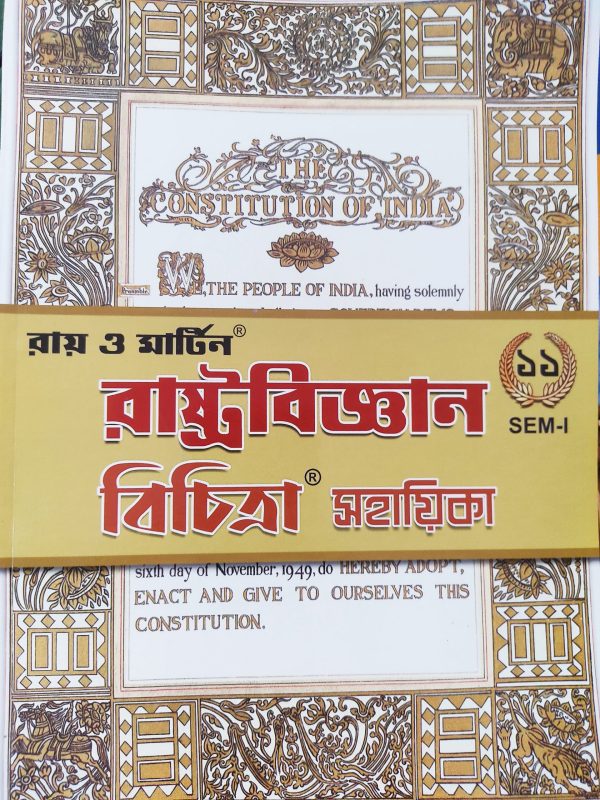 THE
CONSTITUTION OF INDIA
WE, THE PEOPLE OF INDIA, having solemnly
রায় ও মার্টিন®
১১
SEM-I
রাষ্ট্রবিজ্ঞান
বিচিত্রা® সহায়িকা
sixth day of November, 1949, do HEREBY ADOPT,
ENACT AND GIVE TO OURSELVES THIS
CONSTITUTION.